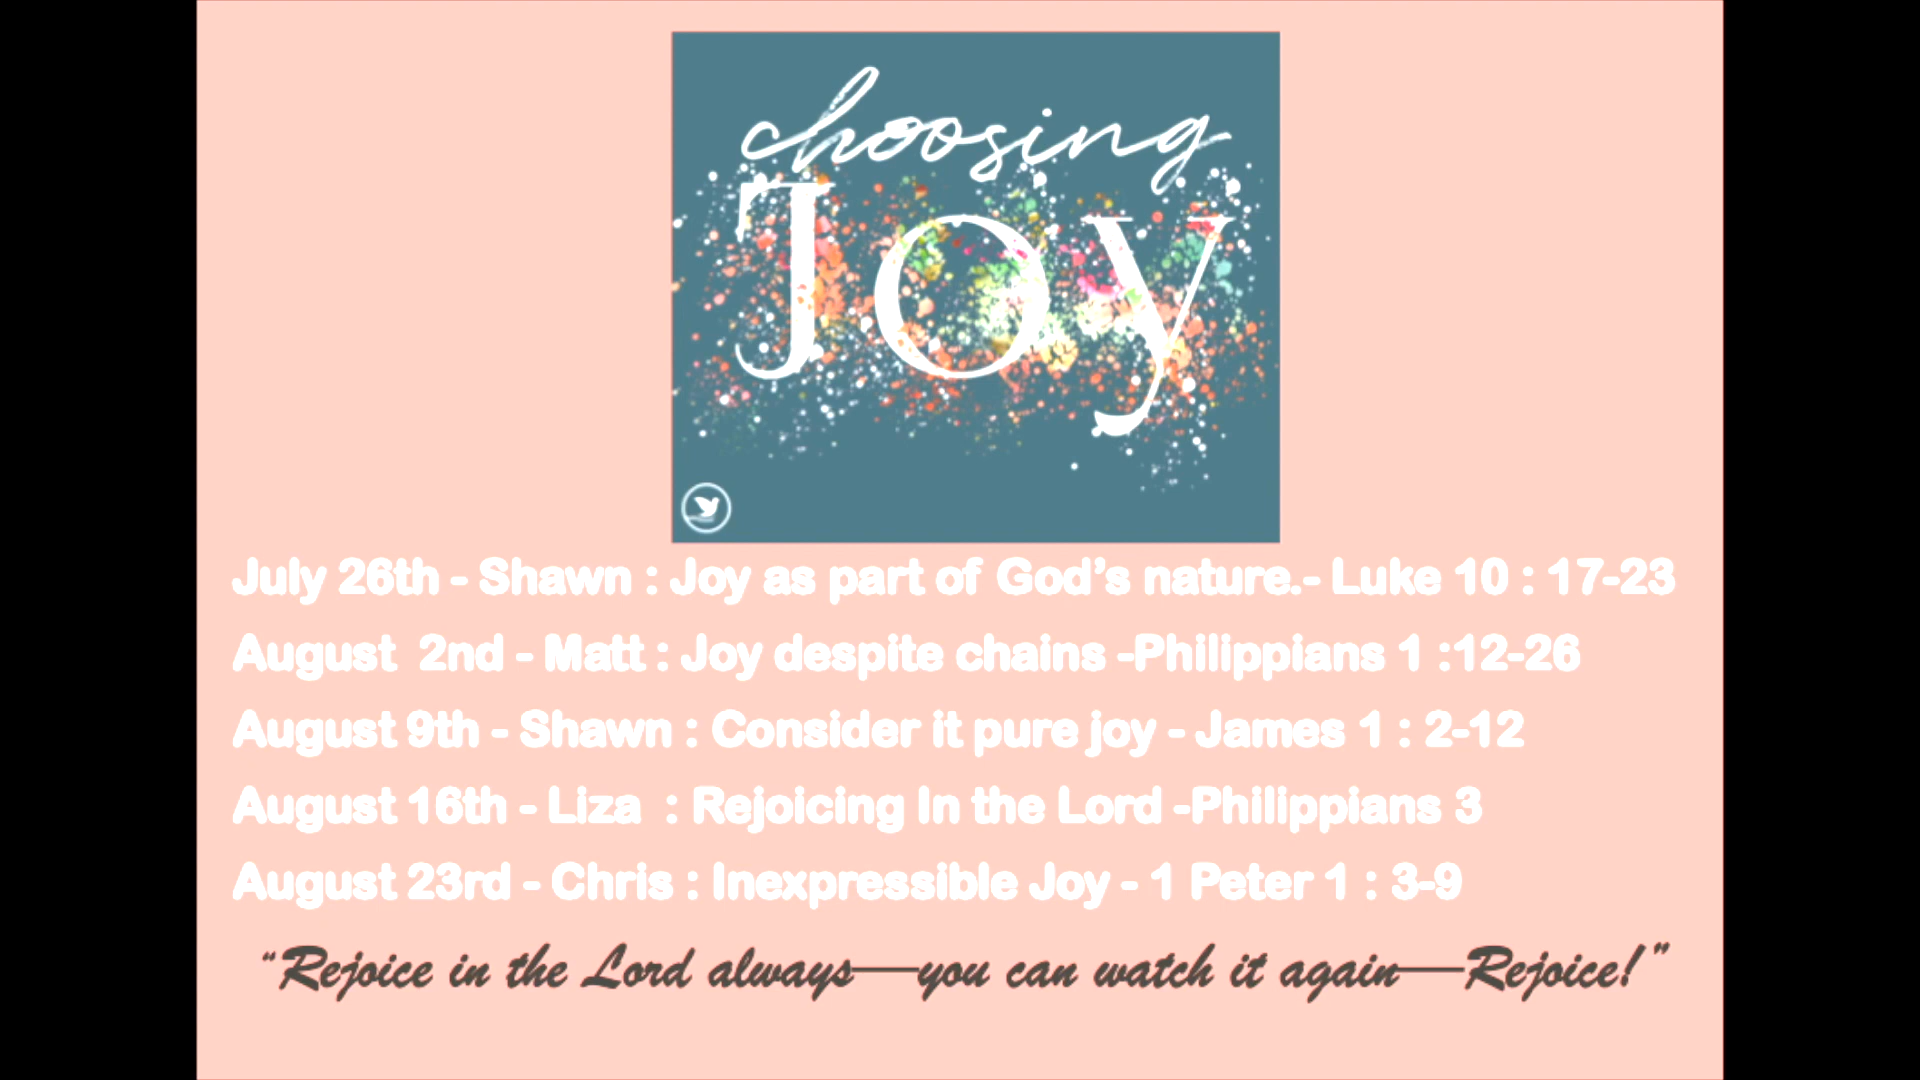 choosing
Joy
July 26th - Shawn : Joy as part of God’s nature.- Luke 10 : 17-23
August  2nd - Matt : Joy despite chains -Philippians 1 :12-26
August 9th - Shawn : Consider it pure joy - James 1 : 2-12
August 16th - Liza  : Rejoicing In the Lord -Philippians 3
August 23rd - Chris : Inexpressible Joy - 1 Peter 1 : 3-9
“Rejoice in the Lord always—you can watch it again—Rejoice!”